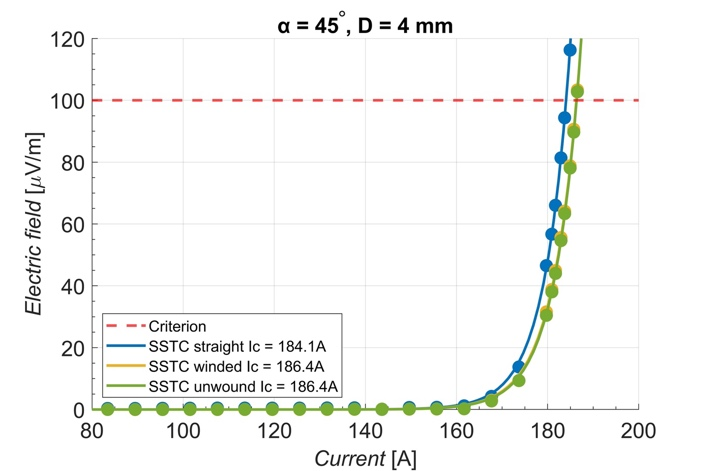 α = 45°, D = 4 mm
120
100
80
60
40
20
0
Electric field [μV/m]
Criterion
SSTC straight Ic = 184.1A
SSTC winded Ic = 186.4A
SSTC unwound Ic = 186.4A
80 100 120 140 160 180 200
Current [A]